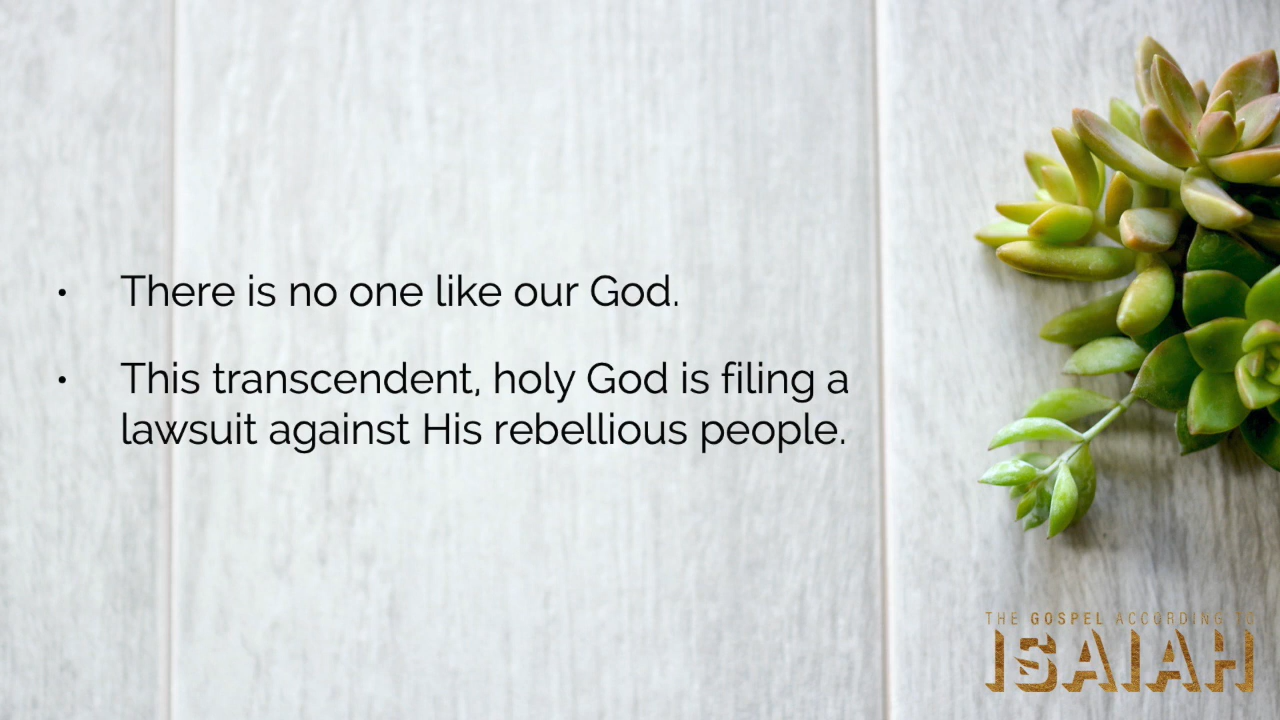 • There is no one like our God.
• This transcendent, holy God is filing a
lawsuit against His rebellious people.
THE GOSPEL ACCORDING TO
ISAIAH